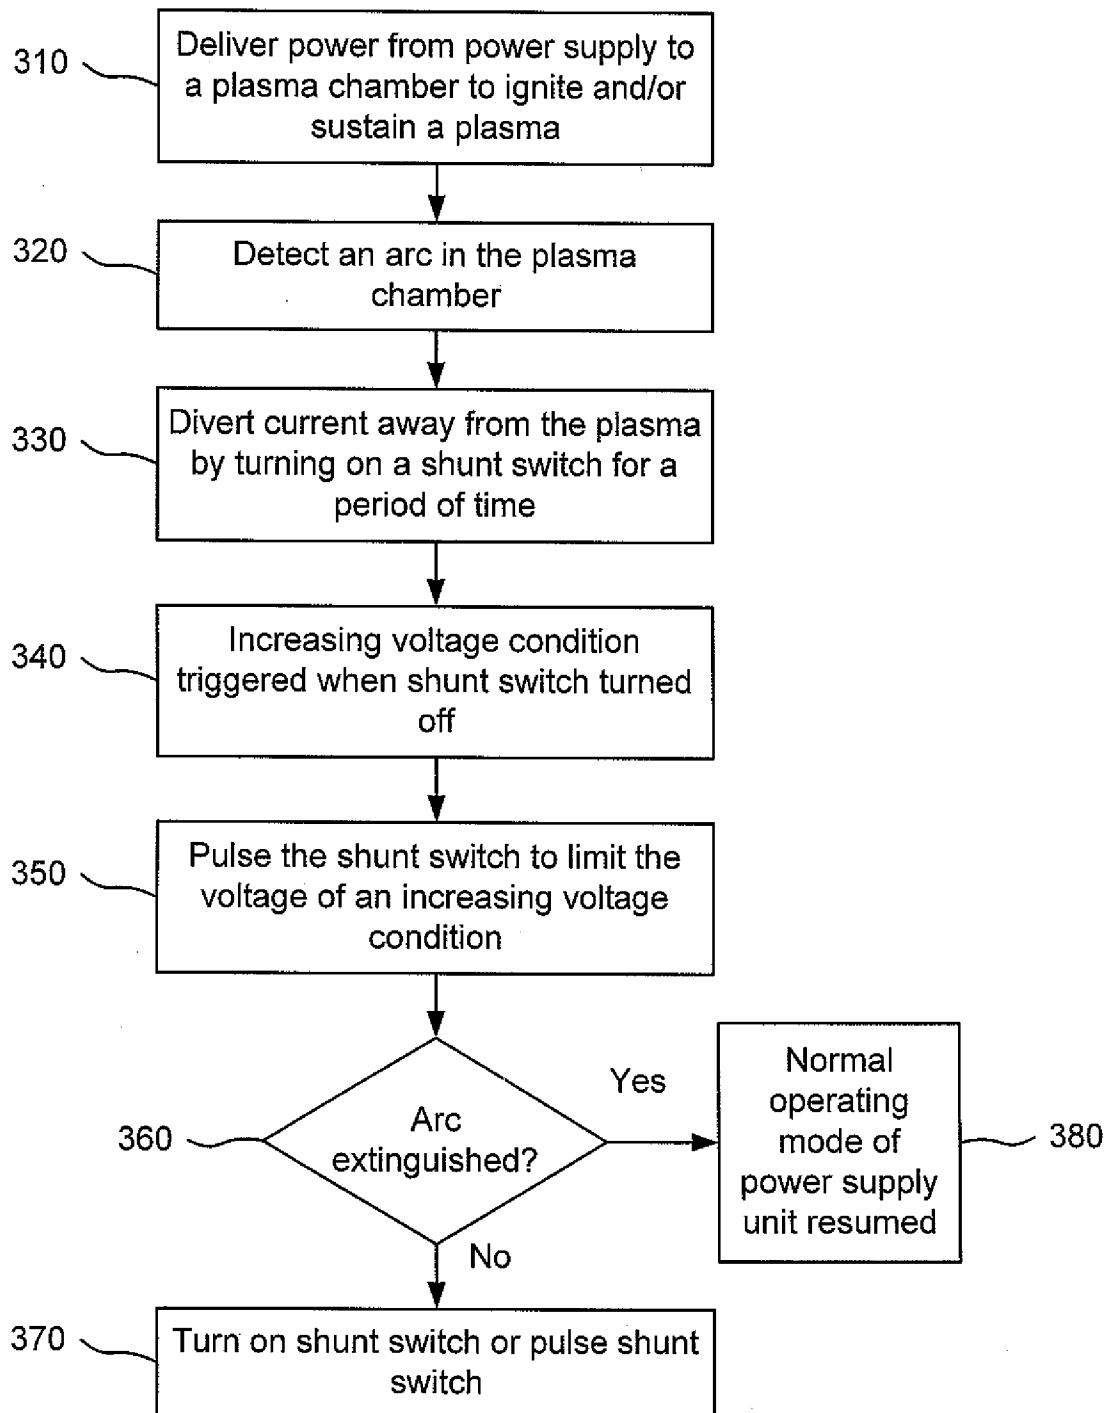 310
Deliver power from power supply to
a plasma chamber to ignite and/or
sustain a plasma
320
Detect an arc in the plasma
chamber
330
Divert current away from the plasma
by turning on a shunt switch for a
period of time
340
Increasing voltage condition
triggered when shunt switch turned
off
350
Pulse the shunt switch to limit the
voltage of an increasing voltage
condition
360
Arc
extinguished?
Yes
Normal
operating
mode of
power supply
unit resumed
380
No
370
Turn on shunt switch or pulse shunt
switch